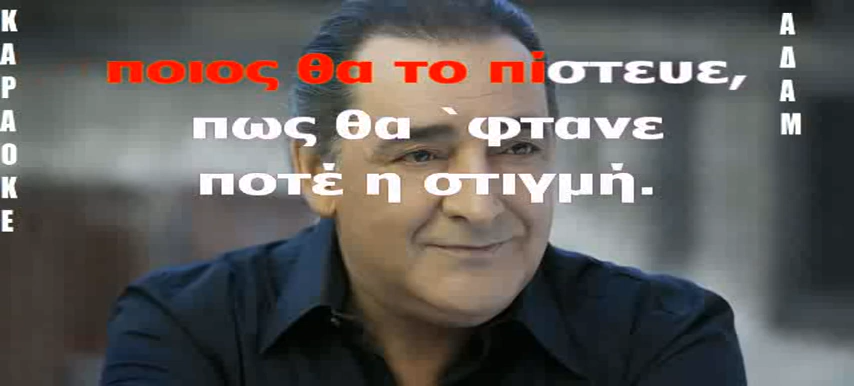 ΚΑΡΑΟΚΕ
ποιος θα το πίστευε,
πως θα `φτανε
ποτέ η στιγμή.
ΑΔΑΜ